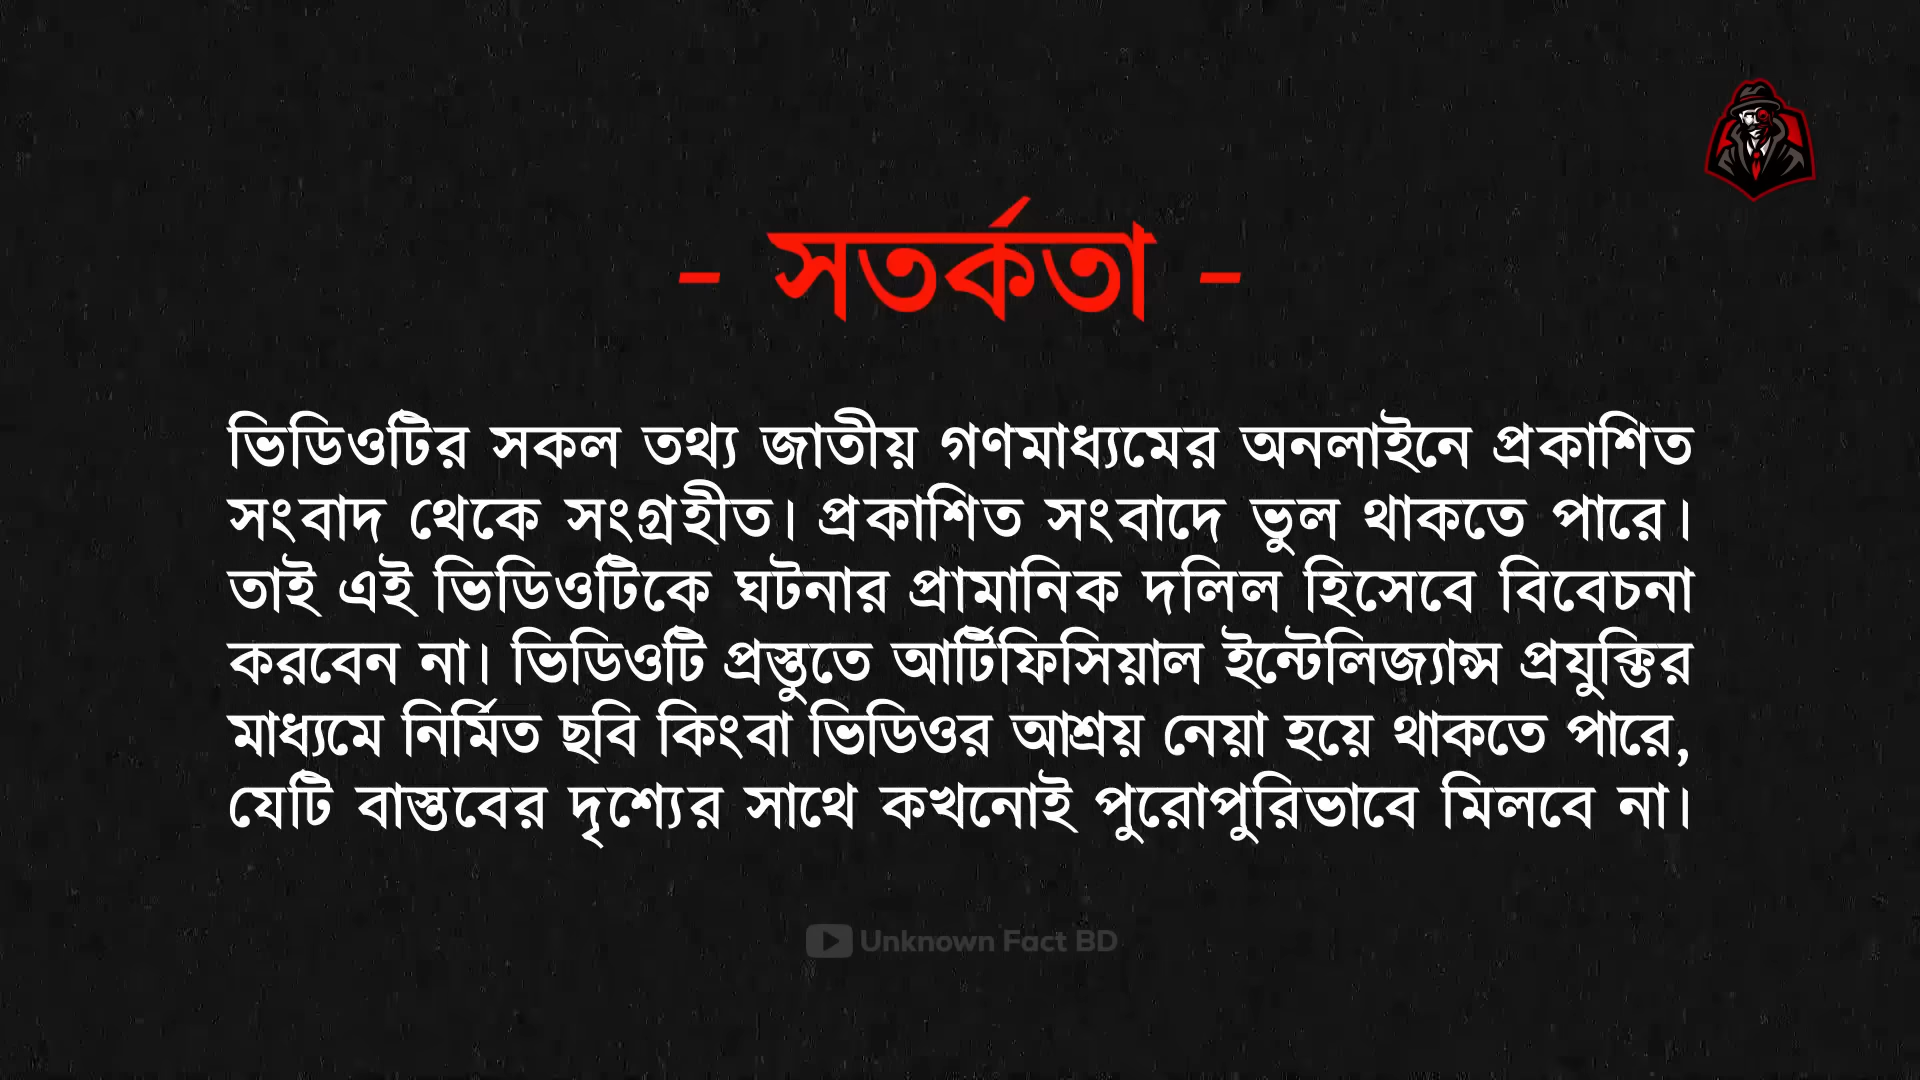 - সতর্কতা -
ভিডিওটির সকল তথ্য জাতীয় গণমাধ্যমের অনলাইনে প্রকাশিত
সংবাদ থেকে সংগ্রহীত। প্রকাশিত সংবাদে ভুল থাকতে পারে।
তাই এই ভিডিওটিকে ঘটনার প্রামানিক দলিল হিসেবে বিবেচনা
করবেন না। ভিডিওটি প্রস্তুতে আর্টিফিসিয়াল ইন্টেলিজ্যান্স প্রযুক্তির
মাধ্যমে নির্মিত ছবি কিংবা ভিডিওর আশ্রয় নেয়া হয়ে থাকতে পারে,
যেটি বাস্তবের দৃশ্যের সাথে কখনোই পুরোপুরিভাবে মিলবে না।
Unknown Fact BD